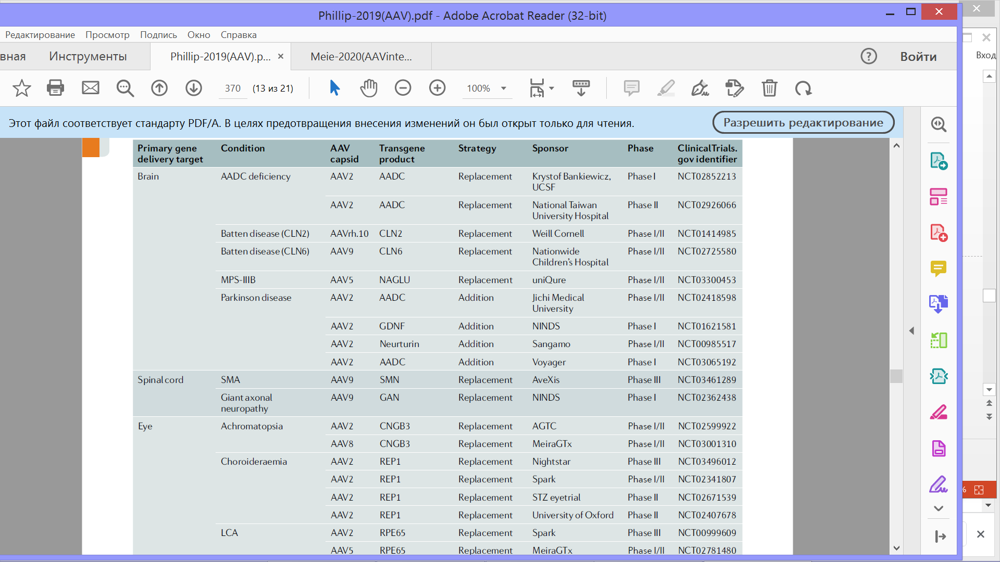 Phillip-2019(AAV).pdf - Adobe Acrobat Reader (32-bit)
Редактирование Просмотр Подпись Окно Справка
вная Инструменты Phillip-2019(AAV).p... × Meie-2020(AAVinte... Войти
Вход
370 (13 из 21) 100%
Этот файл соответствует стандарту PDF/A. В целях предотвращения внесения изменений он был открыт только для чтения. Разрешить редактирование
Primary gene Condition AAV Transgene Strategy Sponsor Phase ClinicalTrials.
delivery target capsid product gov identifier
Brain AADC deficiency AAV2 AADC Replacement Krystof Bankiewicz, Phase I NCT02852213
UCSF
AAV2 AADC Replacement National Taiwan Phase II NCT02926066
University Hospital
Batten disease (CLN2) AAVrh.10 CLN2 Replacement Weill Cornell Phase I/II NCT01414985
Batten disease (CLN6) AAV9 CLN6 Replacement Nationwide Phase I/II NCT02725580
Children's Hospital
MPS-IIIB AAV5 NAGLU Replacement uniQure Phase I/II NCT03300453
Parkinson disease AAV2 AADC Addition Jichi Medical Phase I/II NCT02418598
University
AAV2 GDNF Addition NINDS Phase I NCT01621581
AAV2 Neurturin Addition Sangamo Phase I/II NCT00985517
AAV2 AADC Addition Voyager Phase I NCT03065192
Spinal cord SMA AAV9 SMN Replacement AveXis Phase III NCT03461289
Giant axonal AAV9 GAN Replacement NINDS Phase I NCT02362438
neuropathy
Eye Achromatopsia AAV2 CNGB3 Replacement AGTC Phase I/II NCT02599922
AAV8 CNGB3 Replacement MeiraGTx Phase I/II NCT03001310
Choroideraemia AAV2 REP1 Replacement Nightstar Phase III NCT03496012
AAV2 REP1 Replacement Spark Phase I/II NCT02341807
AAV2 REP1 Replacement STZ eyetrial Phase II NCT02671539
%
AAV2 REP1 Replacement University of Oxford Phase II NCT02407678
LCA AAV2 RPE65 Replacement Spark Phase III NCT00999609
AAV5 RPE65 Replacement MeiraGTx Phase I/II NCT02781480